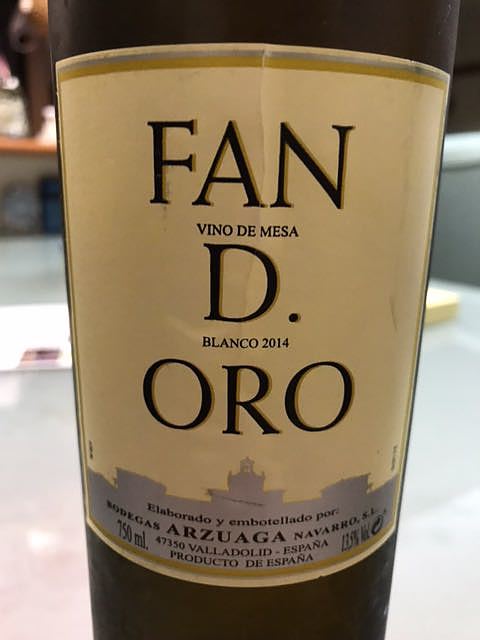 FAN
VINO DE MESA
D.
BLANCO 2014
ORO
Elaborado y embotellado por:
BODEGAS ARZUAGA NAVARRO, S.L.
750 ml. 47350 VALLADOLID - ESPAÑA 13,5% Vol.
PRODUCTO DE ESPAÑA